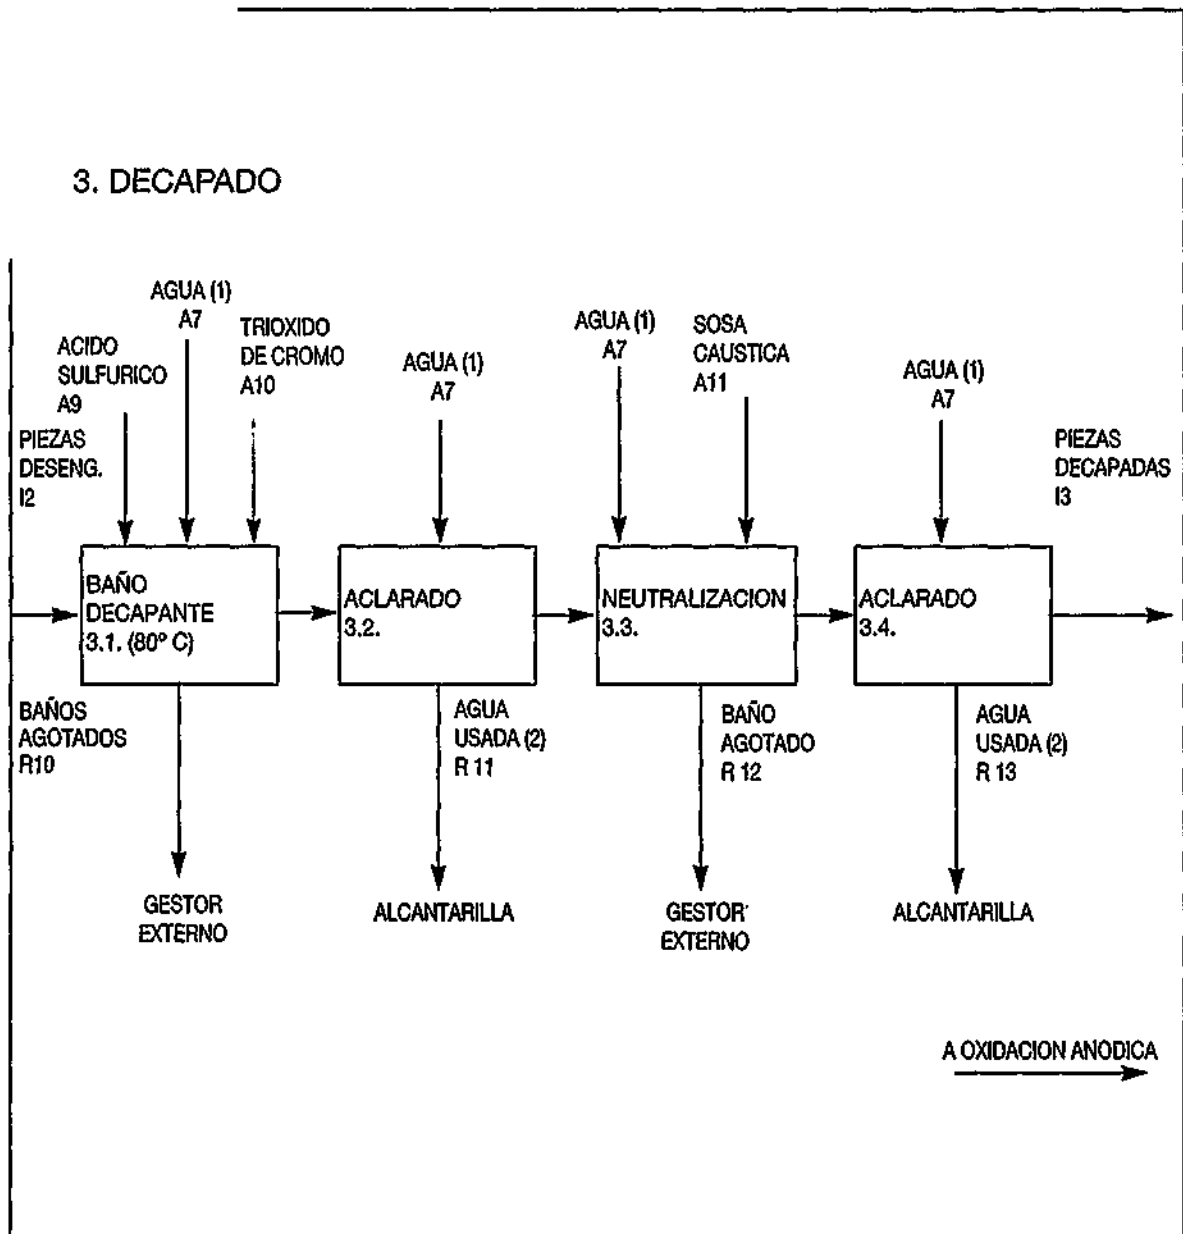 3. DECAPADO
AGUA (1)
A7
ACIDO
SULFURICO
A9
TRIOXIDO
DE CROMO
A10
AGUA (1)
A7
AGUA (1)
A7
SOSA
CAUSTICA
A11
AGUA (1)
A7
PIEZAS
DESENG.
I2
PIEZAS
DECAPADAS
I3
BAÑO
DECAPANTE
3.1. (80º C)
ACLARADO
3.2.
NEUTRALIZACION
3.3.
ACLARADO
3.4.
BAÑOS
AGOTADOS
R10
AGUA
USADA (2)
R 11
BAÑO
AGOTADO
R 12
AGUA
USADA (2)
R 13
GESTOR
EXTERNO
ALCANTARILLA
GESTOR
EXTERNO
ALCANTARILLA
A OXIDACION ANODICA